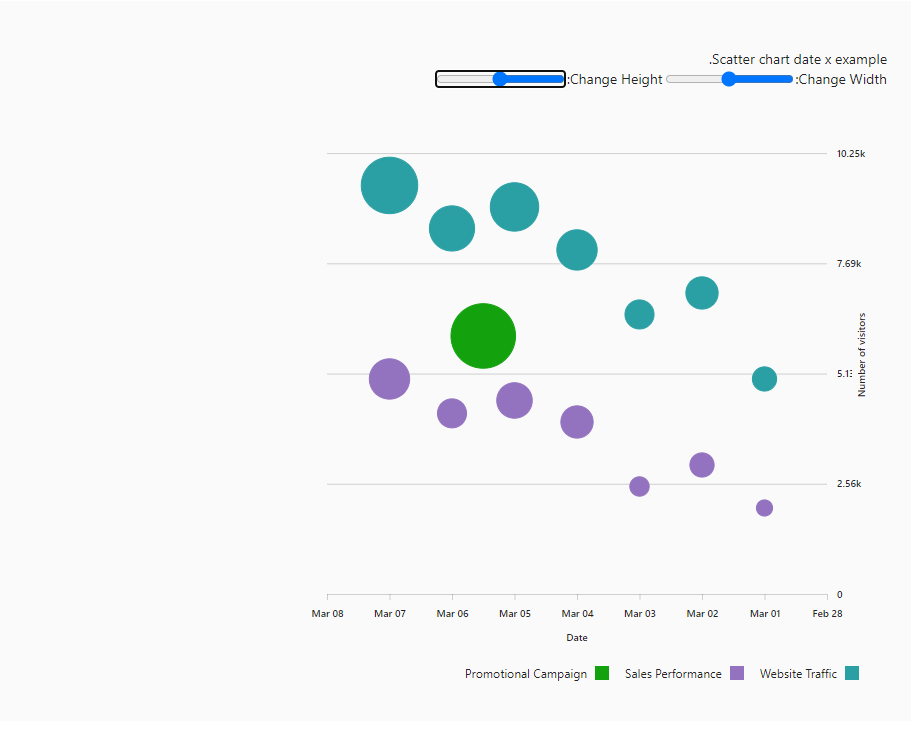 .Scatter chart date x example
:Change Width
:Change Height
10.25k
7.69k
5.13
2.56k
0
Number of visitors
Mar 08 Mar 07 Mar 06 Mar 05 Mar 04 Mar 03 Mar 02 Mar 01 Feb 28
Date
Promotional Campaign Sales Performance Website Traffic